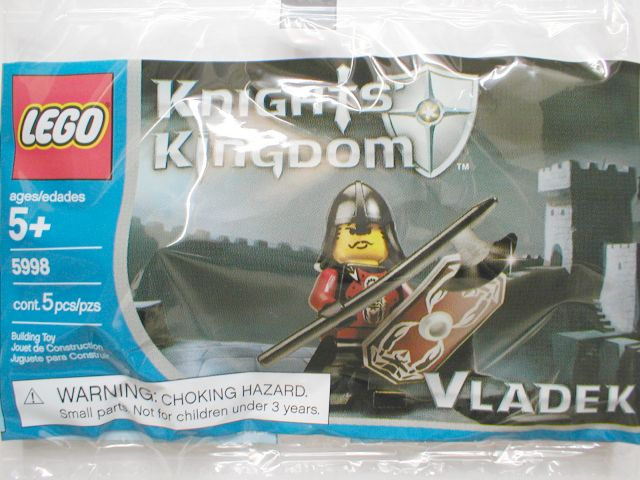 LEGO
Knights'
Kingdom
TM
ages/edades
5+
5998
cont. 5 pcs/pzs
Building Toy
Jouet de Construction
Juguete para Constru
⚠ WARNING: CHOKING HAZARD.
Small parts. Not for children under 3 years.
VLADEK